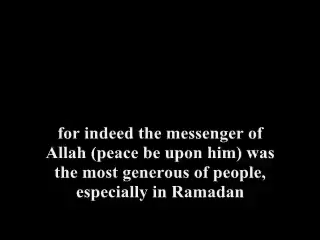 for indeed the messenger of
Allah (peace be upon him) was
the most generous of people,
especially in Ramadan